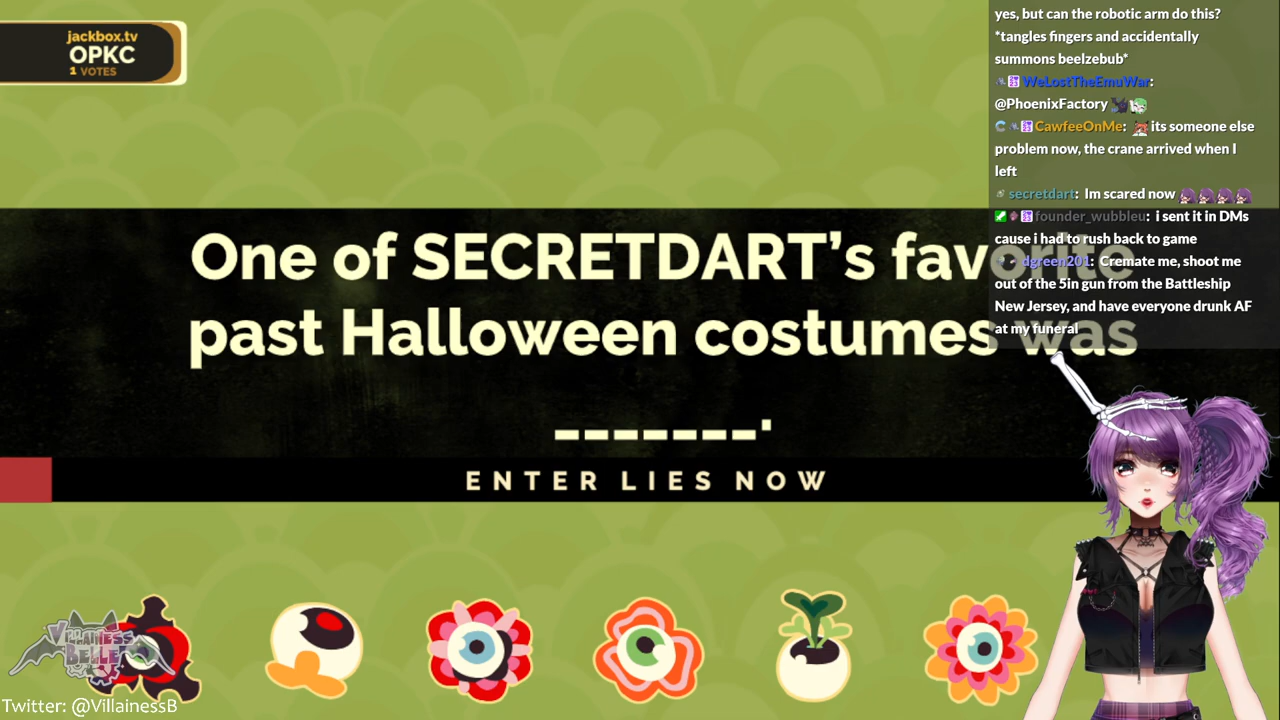 jackbox.tv
OPKC
1 VOTES
One of SECRETDART's favorite
past Halloween costumes was
_______.
ENTER LIES NOW
yes, but can the robotic arm do this?
*tangles fingers and accidentally
summons beelzebub*
WeLostTheEmuWar:
@PhoenixFactory
CawfeeOnMe: its someone else
problem now, the crane arrived when I
left
secretdart: Im scared now
founder_wubbleu: i sent it in DMs
cause i had to rush back to game
dgreen201: Cremate me, shoot me
out of the 5in gun from the Battleship
New Jersey, and have everyone drunk AF
at my funeral
VILLAINESS
BELLE
Twitter: @VillainessB